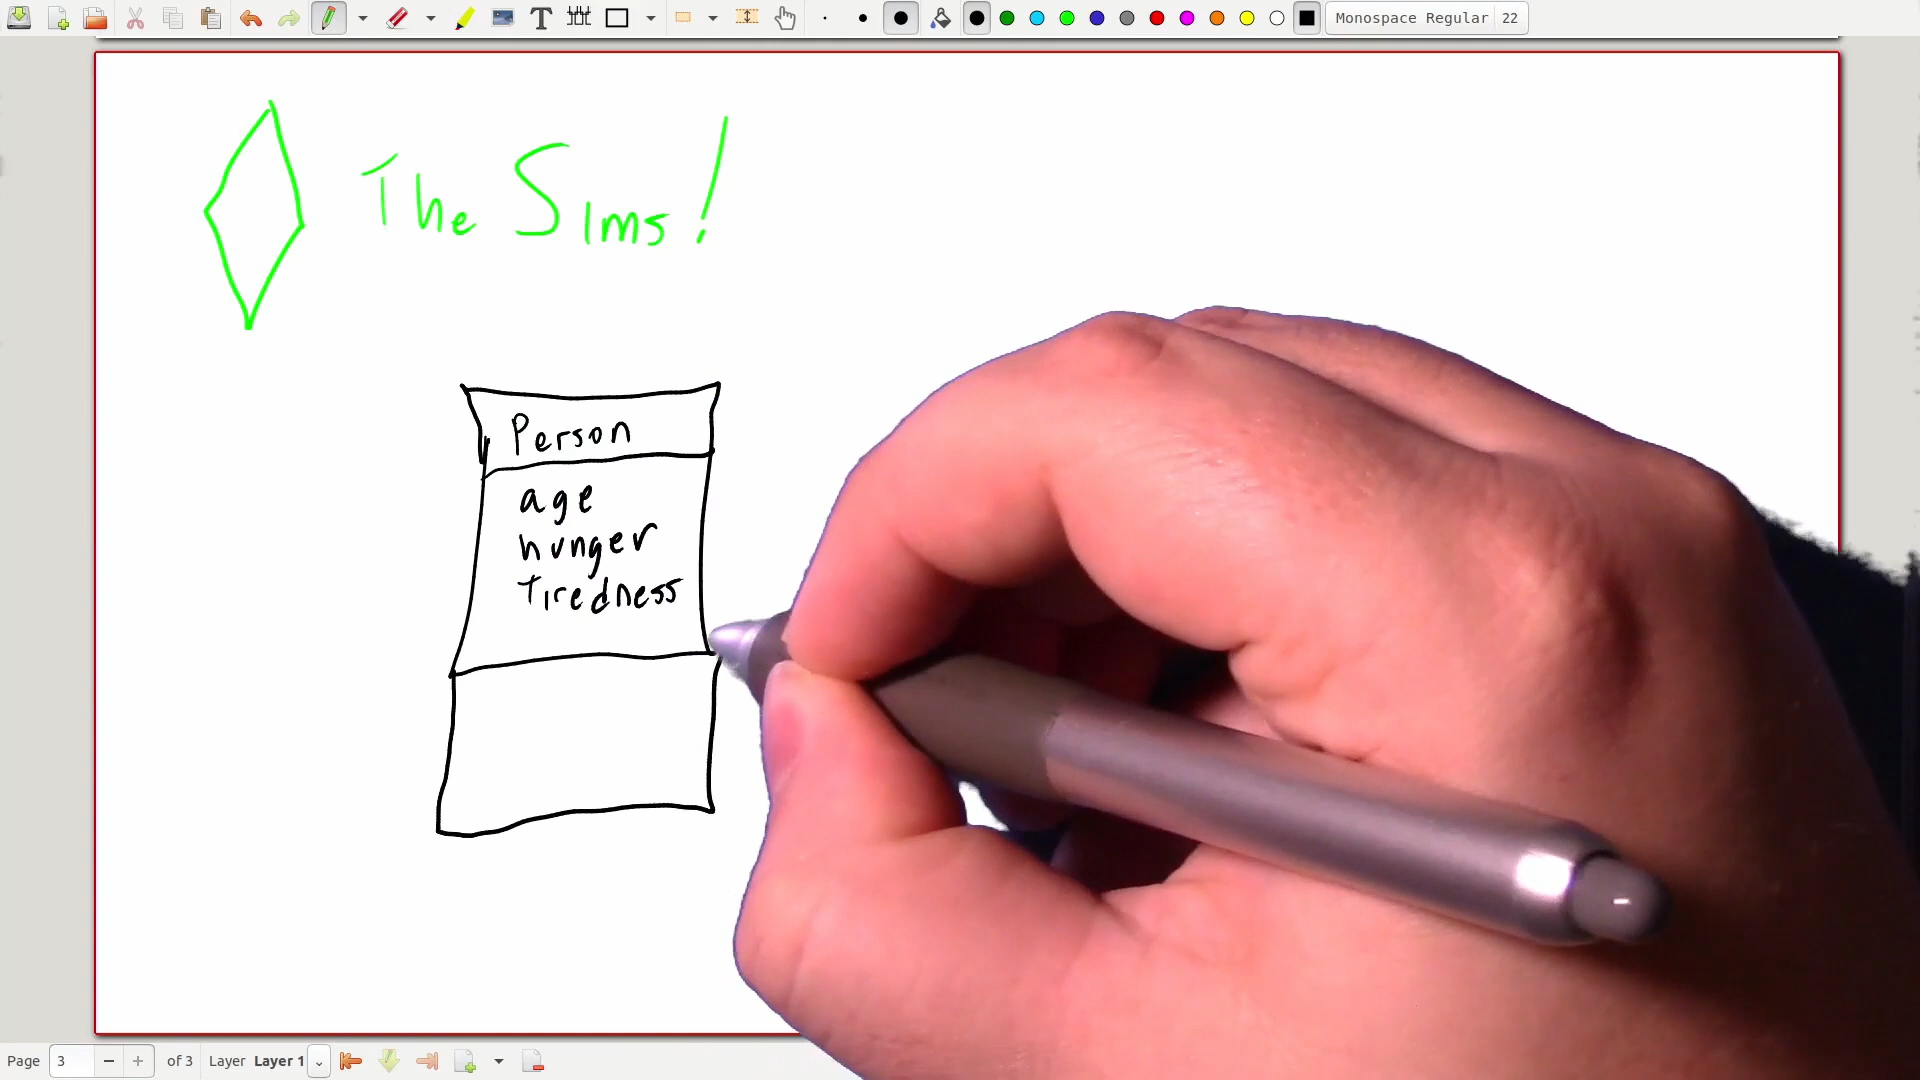 Monospace Regular 22
The Sims!
Person
age
hunger
Tiredness
Page 3 of 3 Layer Layer 1